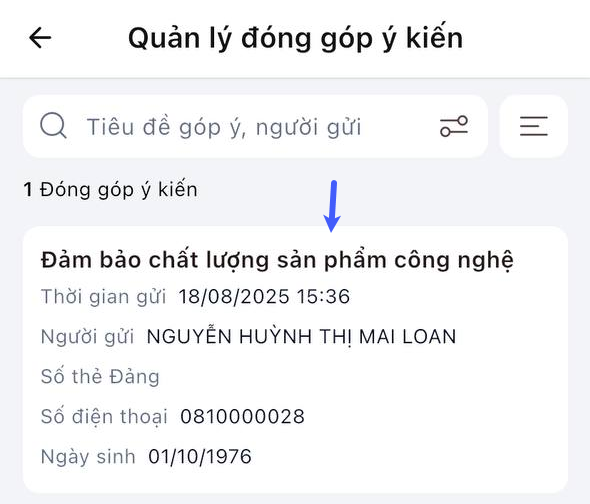 Quản lý đóng góp ý kiến
Tiêu đề góp ý, người gửi
1 Đóng góp ý kiến
Đảm bảo chất lượng sản phẩm công nghệ
Thời gian gửi 18/08/2025 15:36
Người gửi NGUYỄN HUỲNH THỊ MAI LOAN
Số thẻ Đảng
Số điện thoại 0810000028
Ngày sinh 01/10/1976